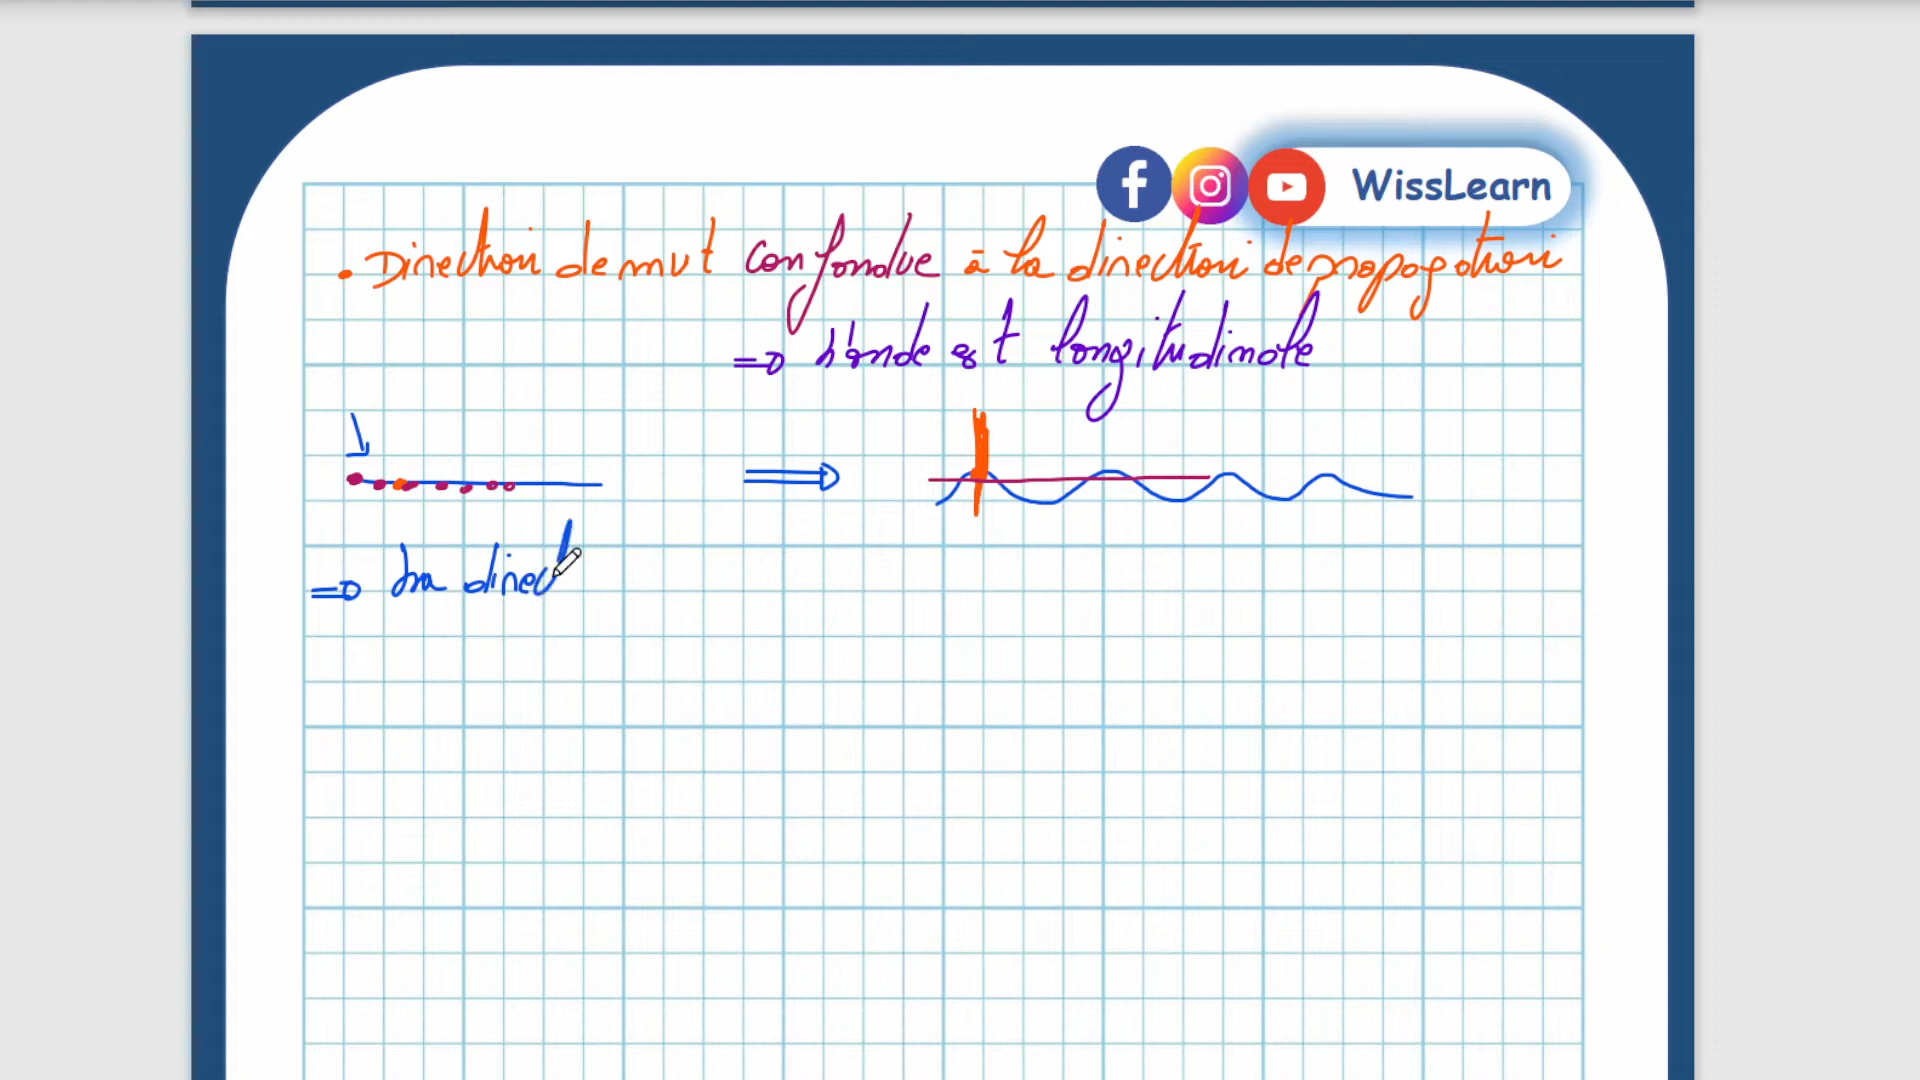 WissLearn
. Direction de mvt confondue à la direction de propagation
=> l'onde est longitudinale
=> La direct